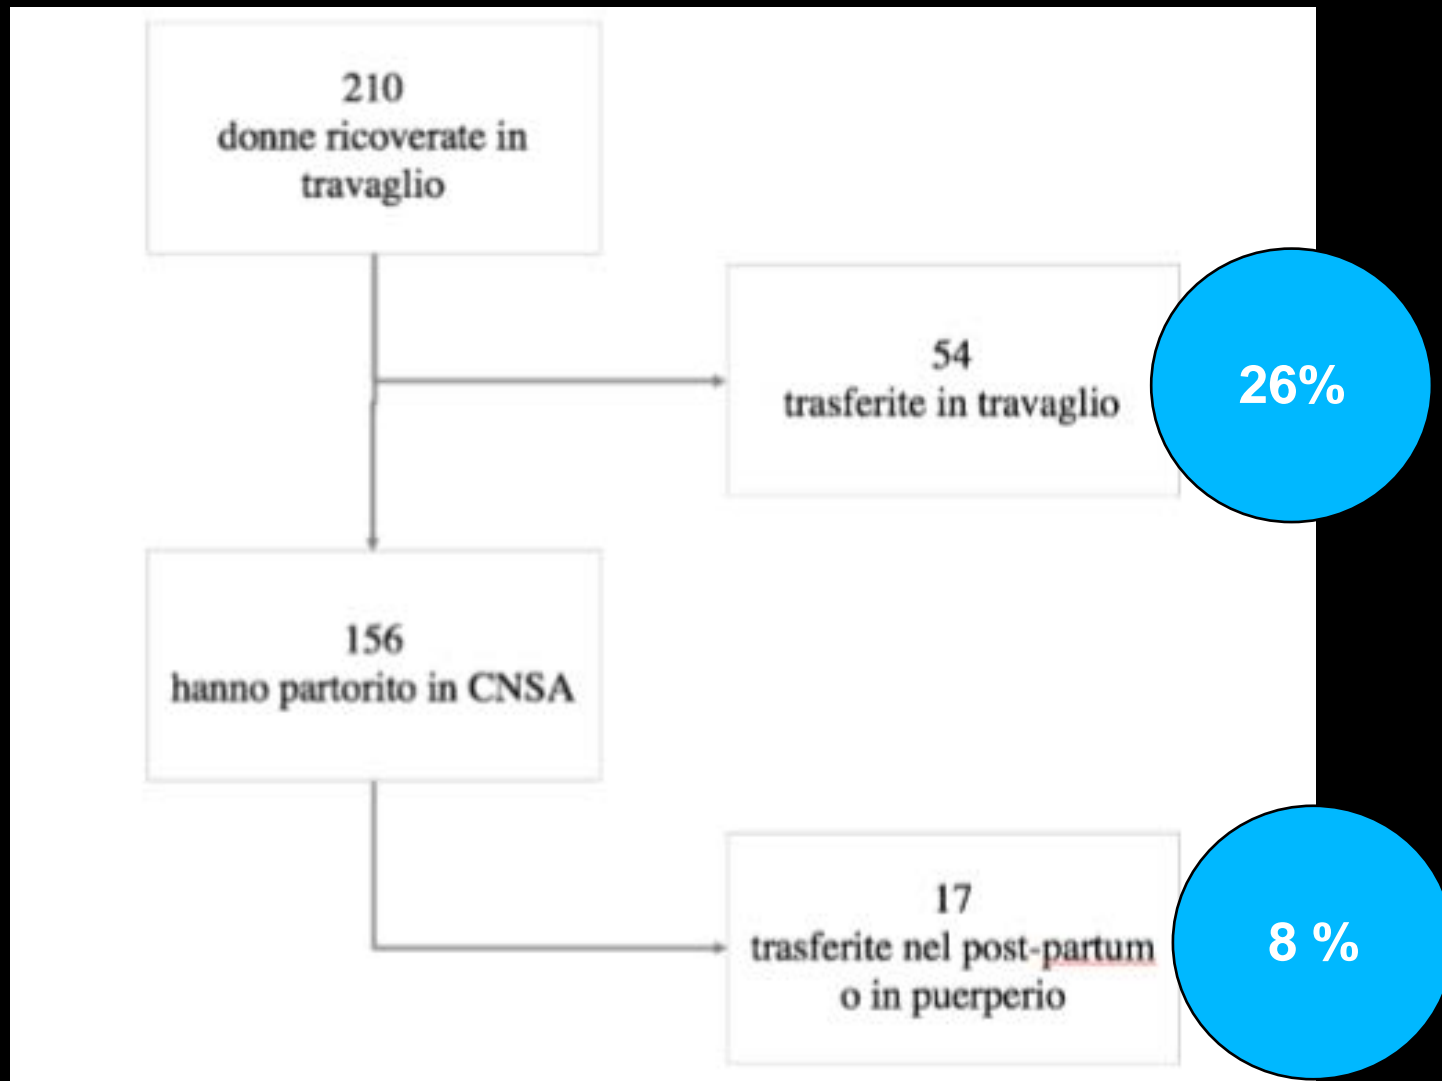 210
donne ricoverate in
travaglio
54
trasferite in travaglio
26%
156
hanno partorito in CNSA
17
trasferite nel post-partum
o in puerperio
8 %